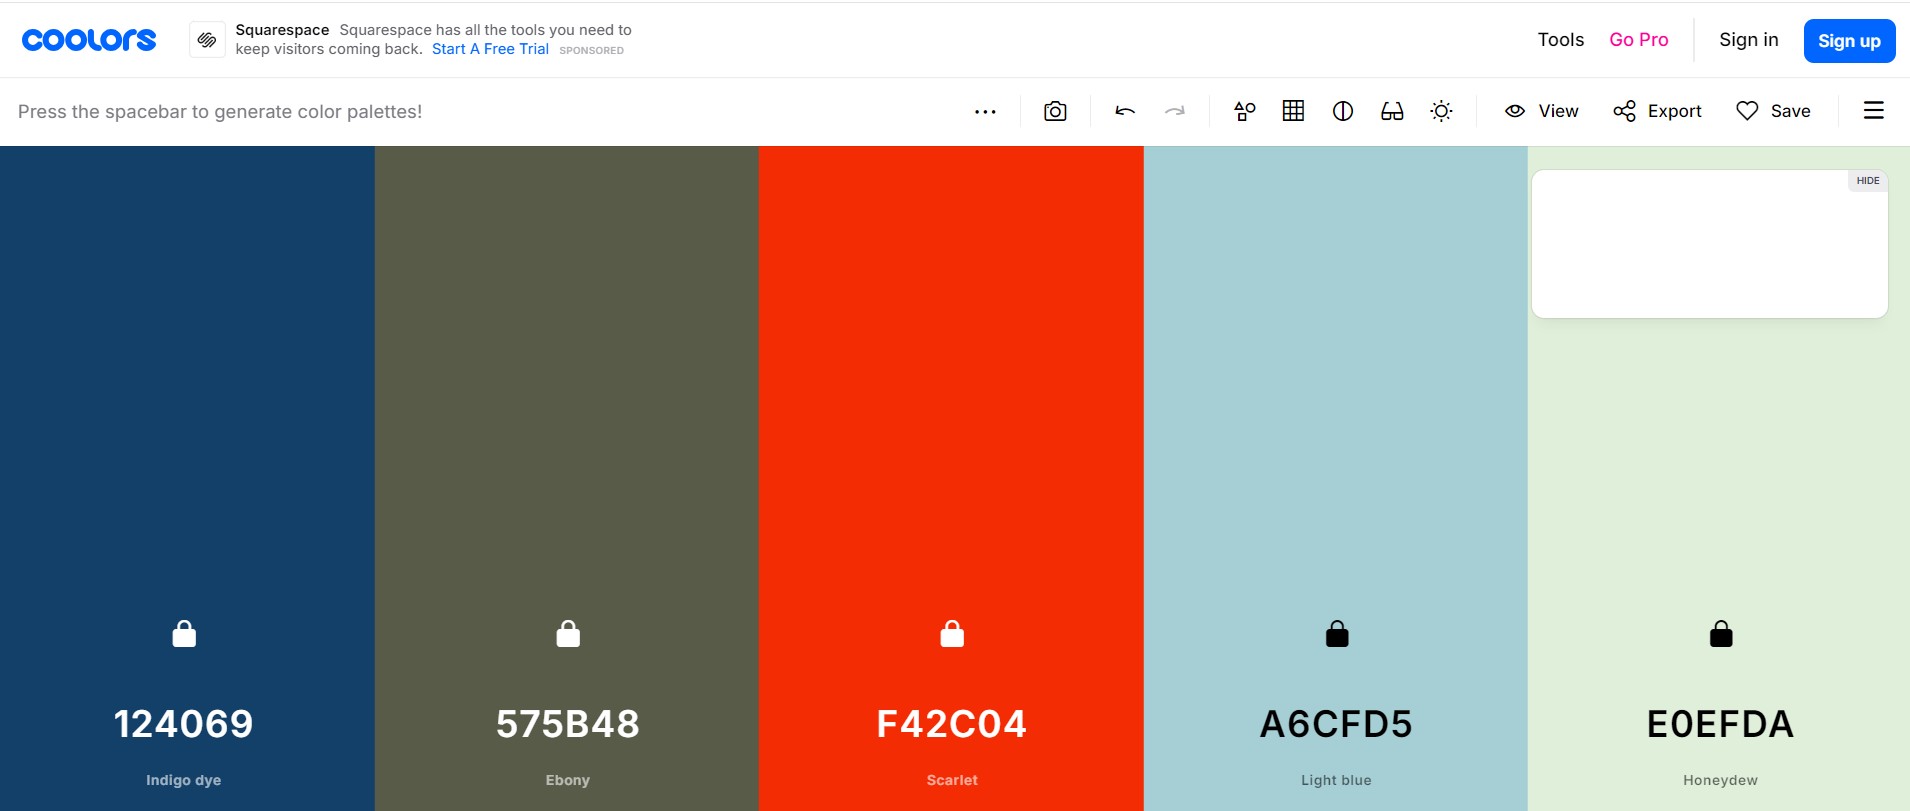 coolors
Squarespace Squarespace has all the tools you need to
keep visitors coming back. Start A Free Trial SPONSORED
Tools Go Pro Sign in Sign up
Press the spacebar to generate color palettes!
View Export Save
HIDE
124069 575B48 F42C04 A6CFD5 E0EFDA
Indigo dye Ebony Scarlet Light blue Honeydew